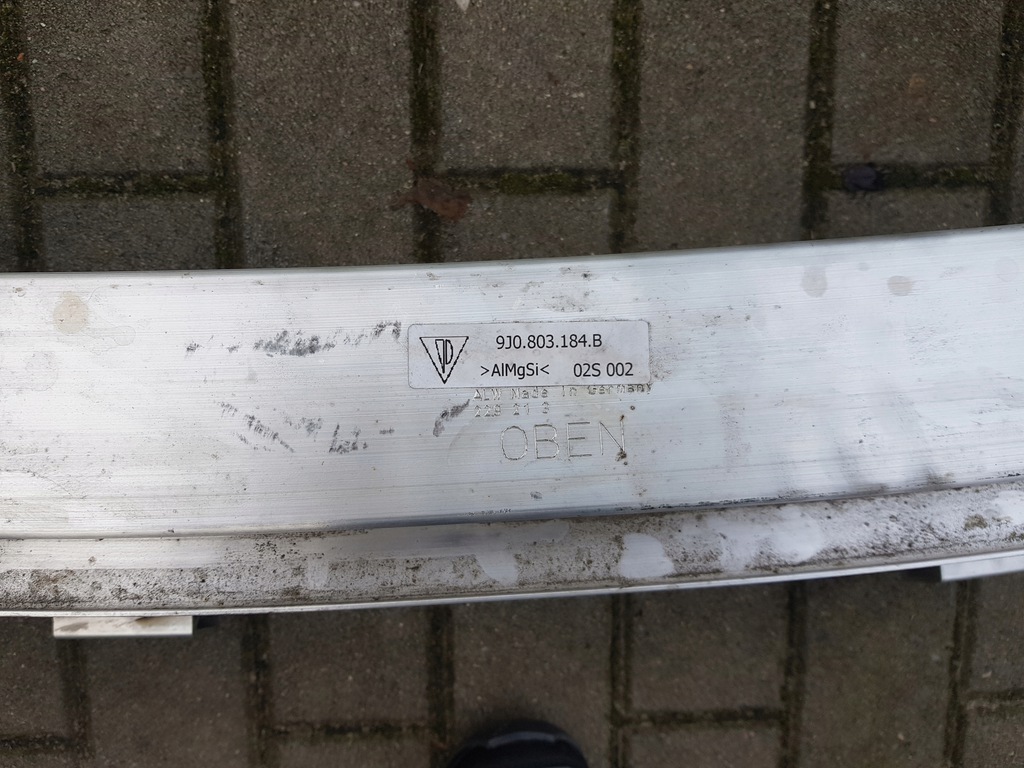 9J0.803.184.B
>AlMgSi< 02S 002
ALW Made in Germany
OBEN